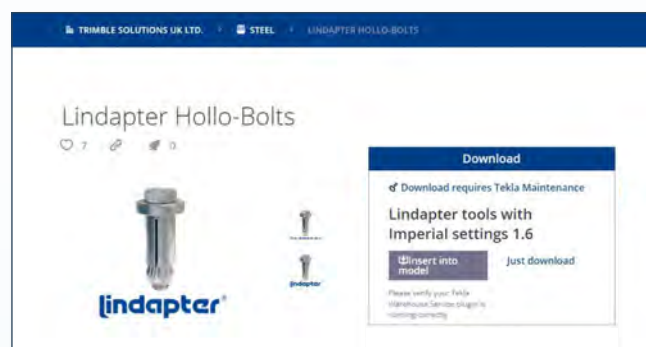 TRIMBLE SOLUTIONS UK LTD. STEEL LINDAPTER HOLLO-BOLTS
Lindapter Hollo-Bolts
7 0
Download
Download requires Tekla Maintenance
Lindapter tools with
Imperial settings 1.6
Insert into
model
Just download
Please verify your Tekla
Warehouse Service plugin is
running correctly
lindapter
lindapter